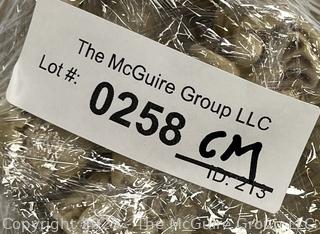 The McGuire Group LLC
Lot #: 0258
CM
ID: 213